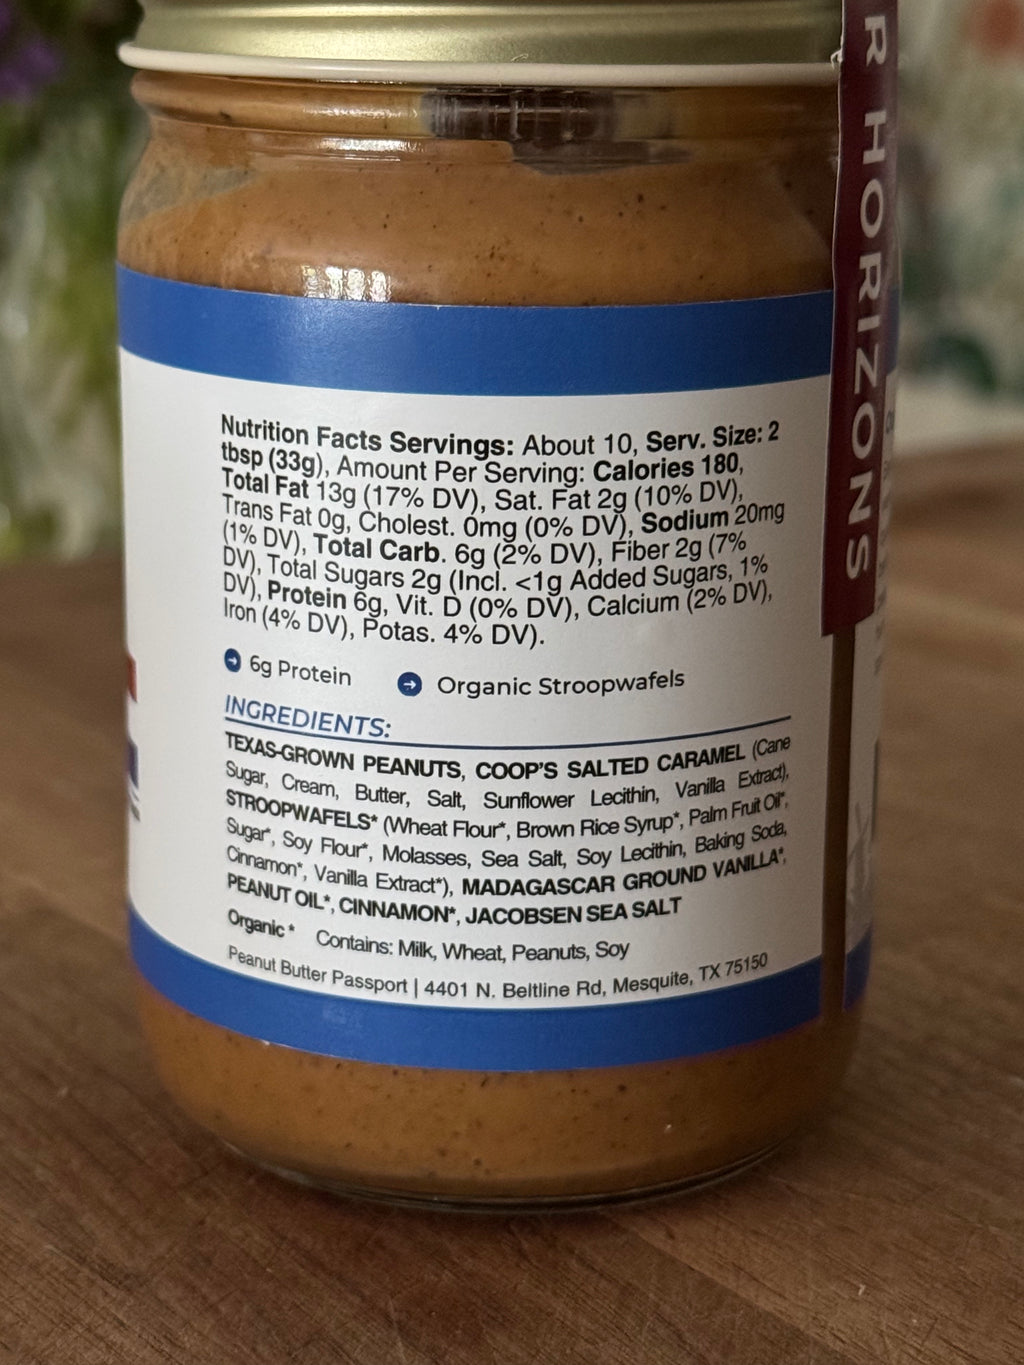 R HORIZONS
Nutrition Facts Servings: About 10, Serv. Size: 2
tbsp (33g), Amount Per Serving: Calories 180,
Total Fat 13g (17% DV), Sat. Fat 2g (10% DV),
Trans Fat 0g, Cholest. 0mg (0% DV), Sodium 20mg
(1% DV), Total Carb. 6g (2% DV), Fiber 2g (7%
DV), Total Sugars 2g (Incl. <1g Added Sugars, 1%
DV), Protein 6g, Vit. D (0% DV), Calcium (2% DV),
Iron (4% DV), Potas. 4% DV).
6g Protein
Organic Stroopwafels
INGREDIENTS:
TEXAS-GROWN PEANUTS, COOP'S SALTED CARAMEL (Cane
Sugar, Cream, Butter, Salt, Sunflower Lecithin, Vanilla Extract),
STROOPWAFELS* (Wheat Flour*, Brown Rice Syrup*, Palm Fruit Oil*,
Sugar*, Soy Flour*, Molasses, Sea Salt, Soy Lecithin, Baking Soda,
Cinnamon*, Vanilla Extract*), MADAGASCAR GROUND VANILLA*,
PEANUT OIL*, CINNAMON*, JACOBSEN SEA SALT
Organic* Contains: Milk, Wheat, Peanuts, Soy
Peanut Butter Passport | 4401 N. Beltline Rd, Mesquite, TX 75150